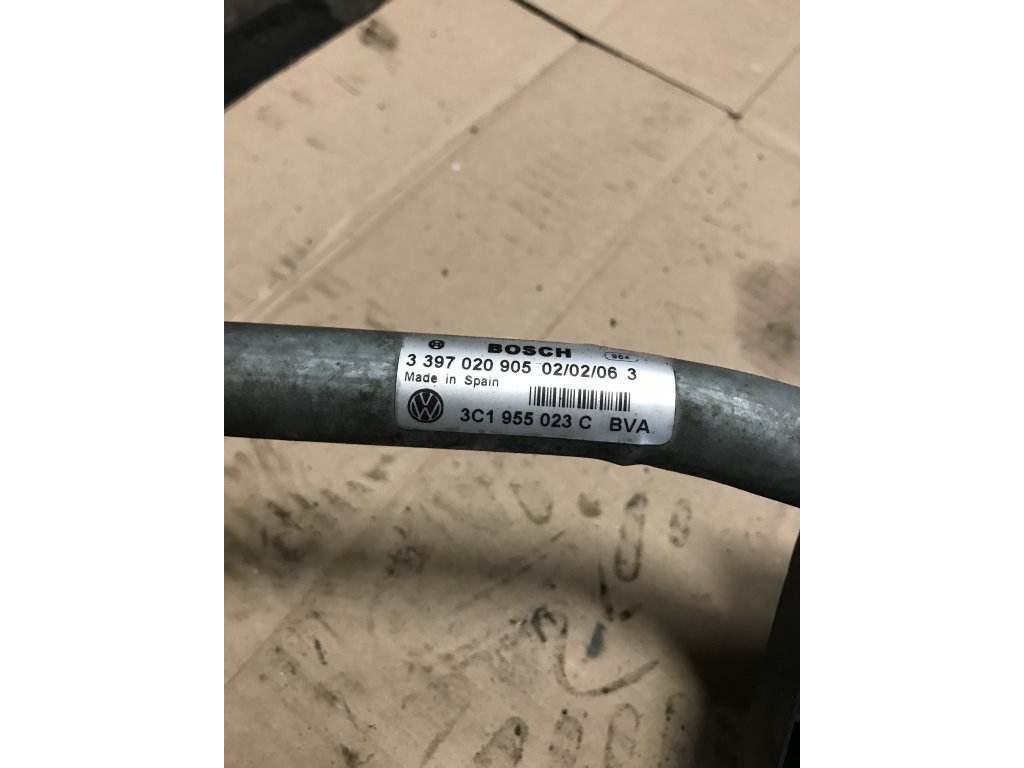 BOSCH 964
3 397 020 905 02/02/06 3
Made in Spain
3C1 955 023 C BVA